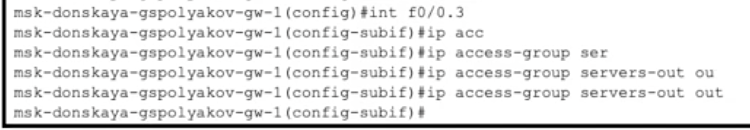 msk-donskaya-gspolyakov-gw-1(config)#int f0/0.3
msk-donskaya-gspolyakov-gw-1(config-subif)#ip acc
msk-donskaya-gspolyakov-gw-1(config-subif)#ip access-group ser
msk-donskaya-gspolyakov-gw-1(config-subif)#ip access-group servers-out ou
msk-donskaya-gspolyakov-gw-1(config-subif)#ip access-group servers-out out
msk-donskaya-gspolyakov-gw-1(config-subif)#